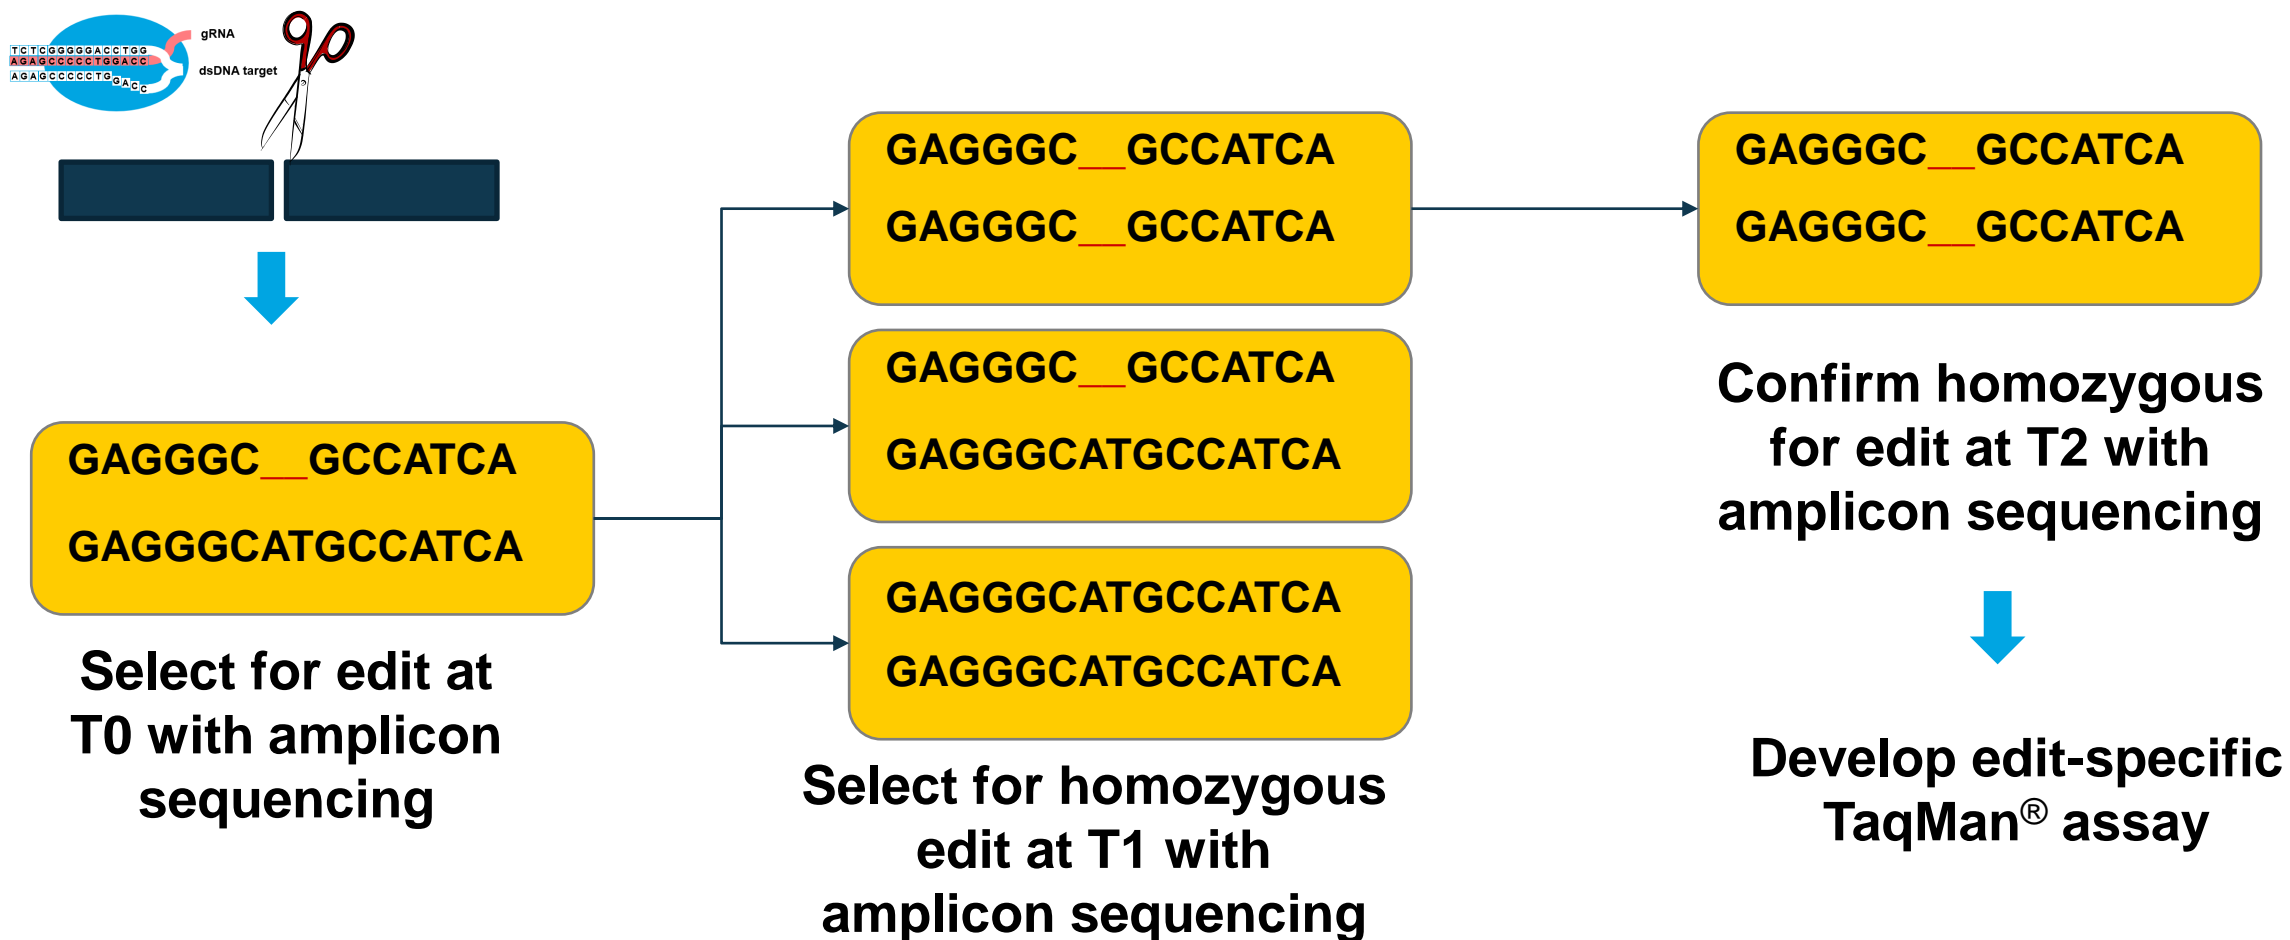 gRNA
TCTCGGGGGACCTGG
AGAGCCCCCTGGACC
dsDNA target
AGAGCCCCCTGGACC
GAGGGC__GCCATCA
GAGGGCATGCCATCA
Select for edit at
T0 with amplicon
sequencing
GAGGGC__GCCATCA
GAGGGC__GCCATCA
GAGGGC__GCCATCA
GAGGGCATGCCATCA
GAGGGCATGCCATCA
GAGGGCATGCCATCA
Select for homozygous
edit at T1 with
amplicon sequencing
GAGGGC__GCCATCA
GAGGGC__GCCATCA
Confirm homozygous
for edit at T2 with
amplicon sequencing
Develop edit-specific
TaqMan® assay